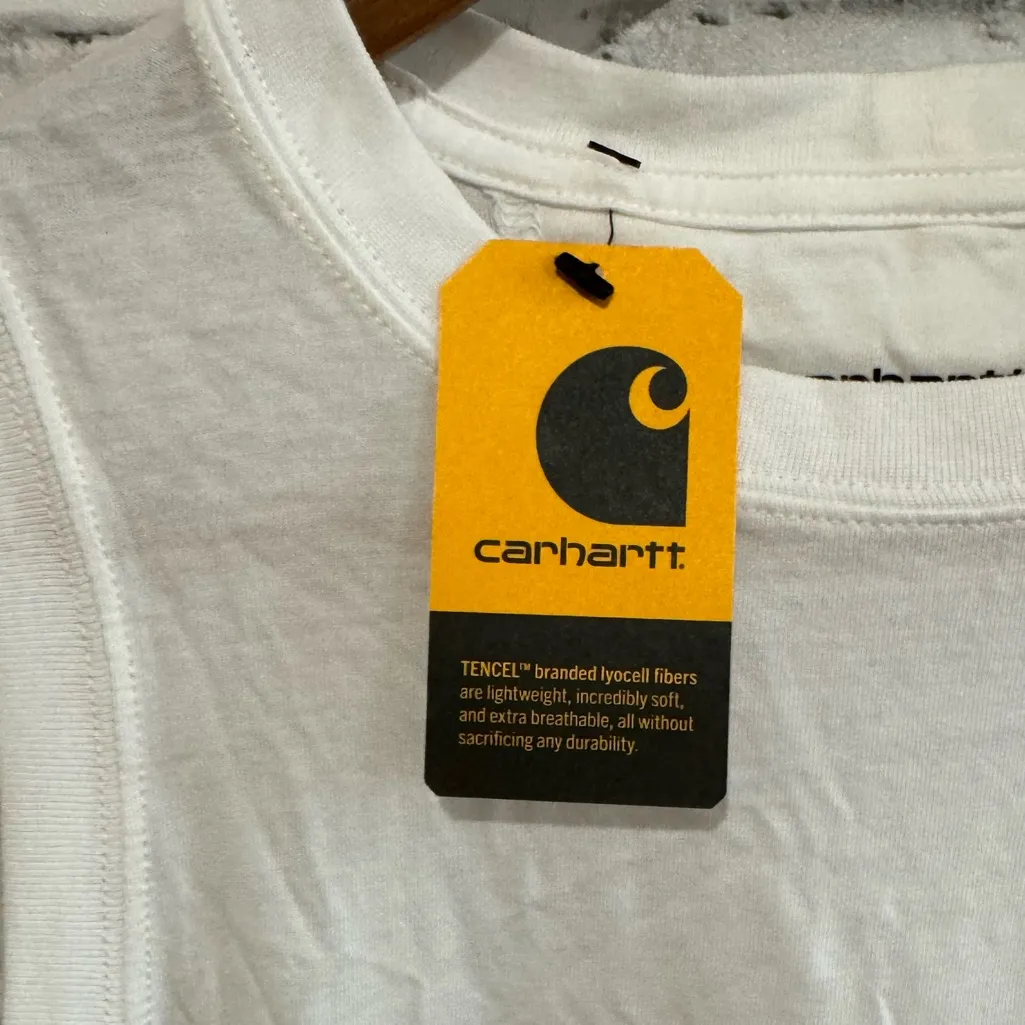 carhartt.
TENCEL™ branded lyocell fibers
are lightweight, incredibly soft,
and extra breathable, all without
sacrificing any durability.